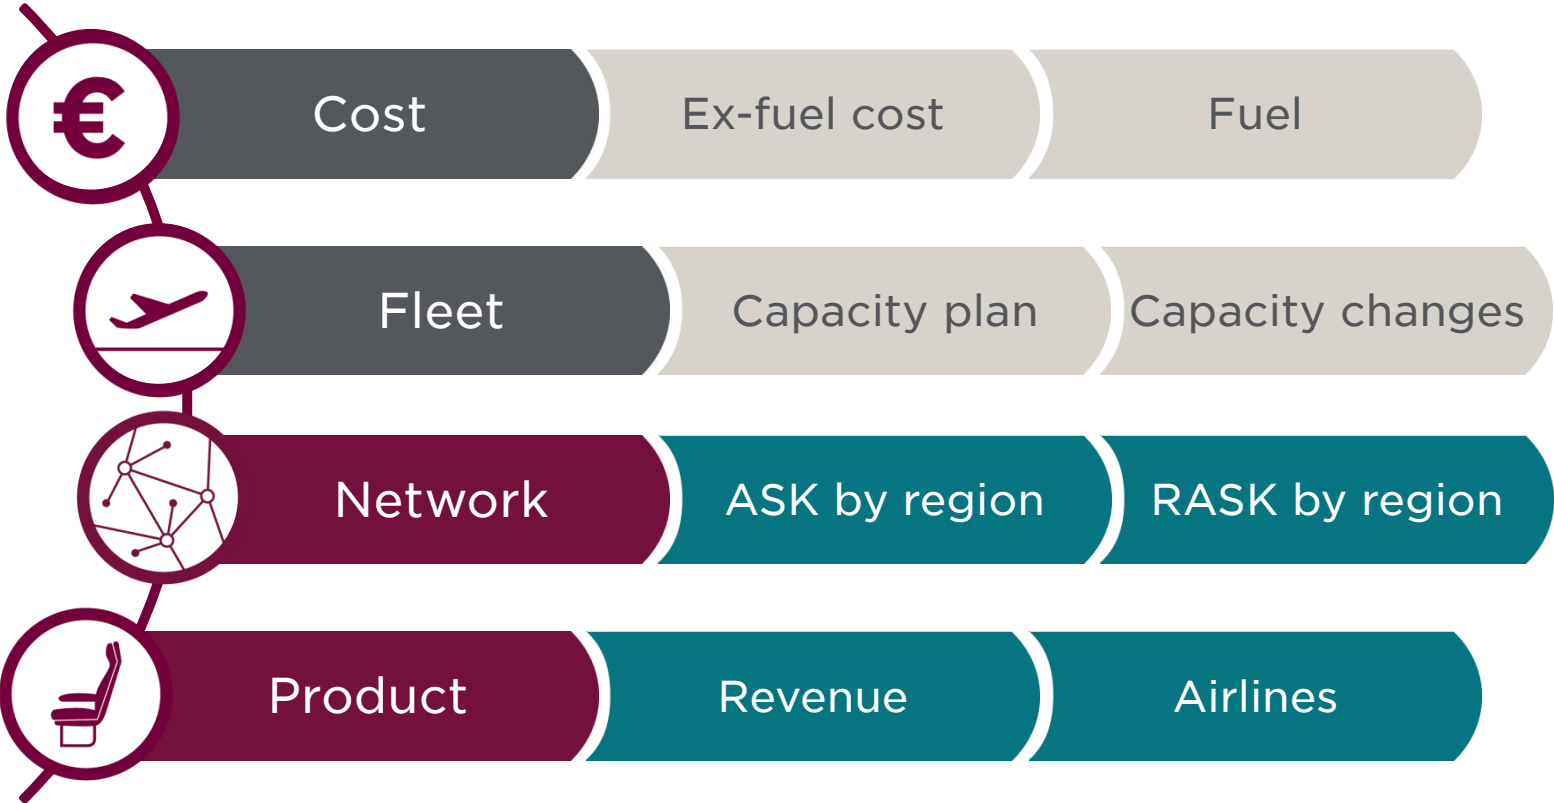 €
Cost
Ex-fuel cost
Fuel
Fleet
Capacity plan
Capacity changes
Network
ASK by region
RASK by region
Product
Revenue
Airlines